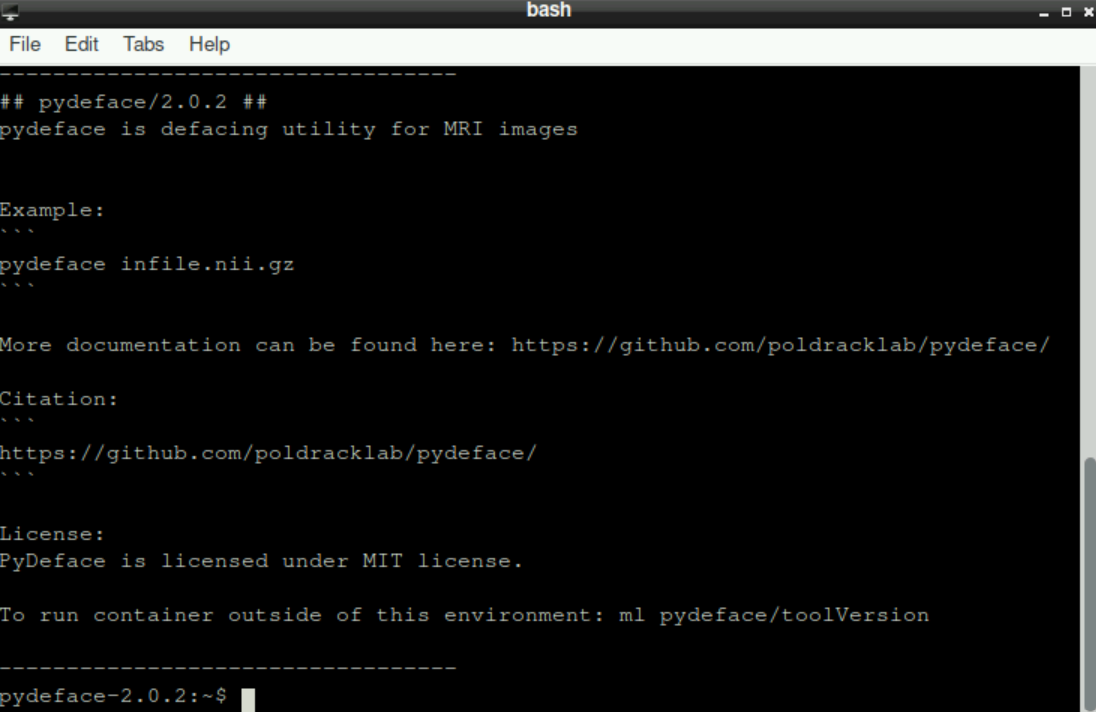 bash
File Edit Tabs Help
----------------------------------
## pydeface/2.0.2 ##
pydeface is defacing utility for MRI images
Example:
```
pydeface infile.nii.gz
```
More documentation can be found here: https://github.com/poldracklab/pydeface/
Citation:
```
https://github.com/poldracklab/pydeface/
```
License:
PyDeface is licensed under MIT license.
To run container outside of this environment: ml pydeface/toolVersion
----------------------------------
pydeface-2.0.2:~$